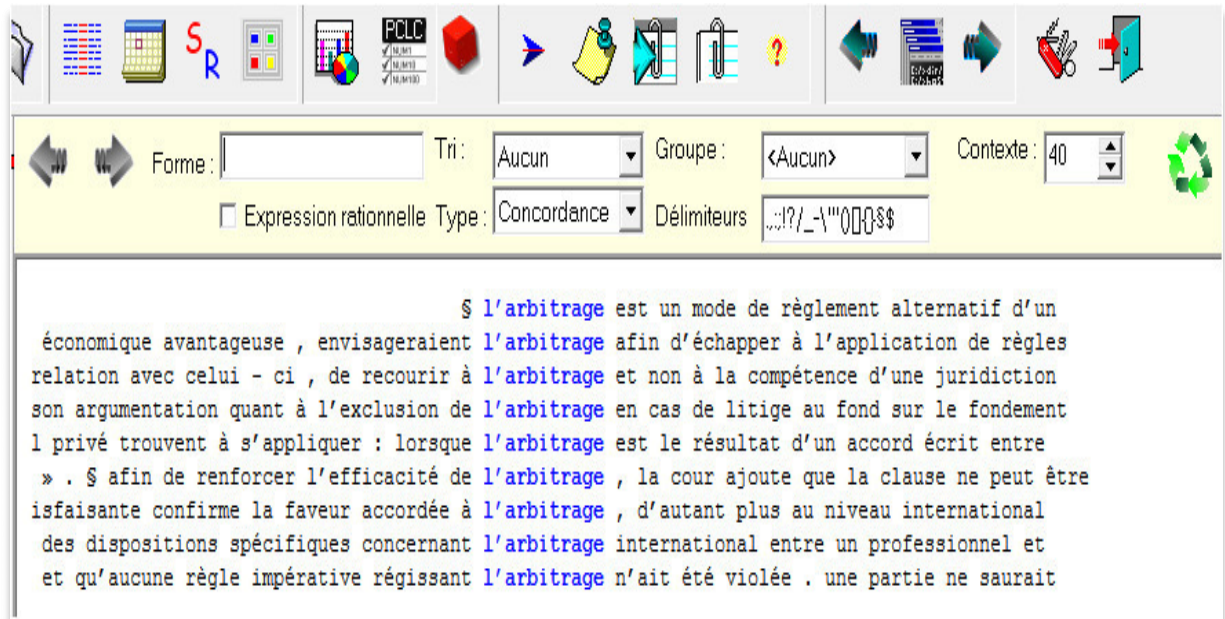 S R
PCLC
NUM1
NUM10
NUM100
?
Forme : Tri : Aucun Groupe : <Aucun> Contexte : 40
Expression rationnelle Type : Concordance Délimiteurs .,:;!?/_-\"'()[]{}§$
§ l'arbitrage est un mode de règlement alternatif d'un
économique avantageuse , envisageraient l'arbitrage afin d'échapper à l'application de règles
relation avec celui - ci , de recourir à l'arbitrage et non à la compétence d'une juridiction
son argumentation quant à l'exclusion de l'arbitrage en cas de litige au fond sur le fondement
l privé trouvent à s'appliquer : lorsque l'arbitrage est le résultat d'un accord écrit entre
» . § afin de renforcer l'efficacité de l'arbitrage , la cour ajoute que la clause ne peut être
isfaisante confirme la faveur accordée à l'arbitrage , d'autant plus au niveau international
des dispositions spécifiques concernant l'arbitrage international entre un professionnel et
et qu'aucune règle impérative régissant l'arbitrage n'ait été violée . une partie ne saurait